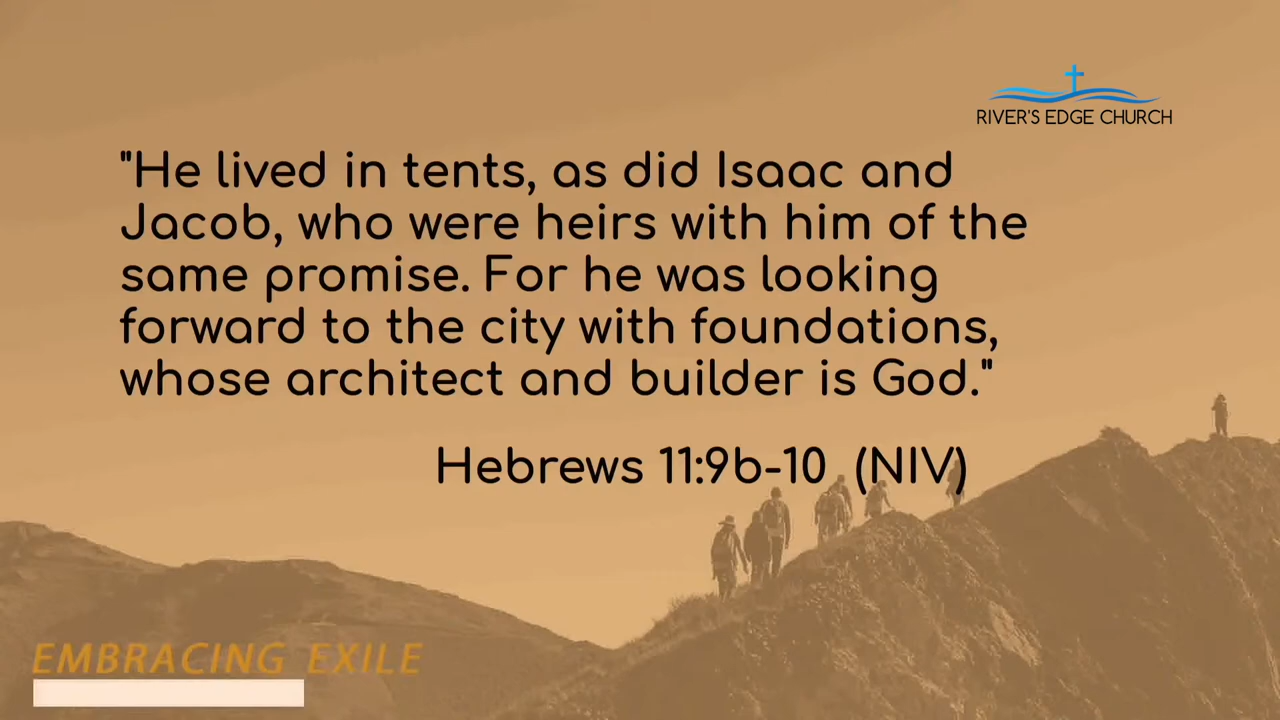 RIVER'S EDGE CHURCH
"He lived in tents, as did Isaac and
Jacob, who were heirs with him of the
same promise. For he was looking
forward to the city with foundations,
whose architect and builder is God."
Hebrews 11:9b-10 (NIV)
EMBRACING EXILE